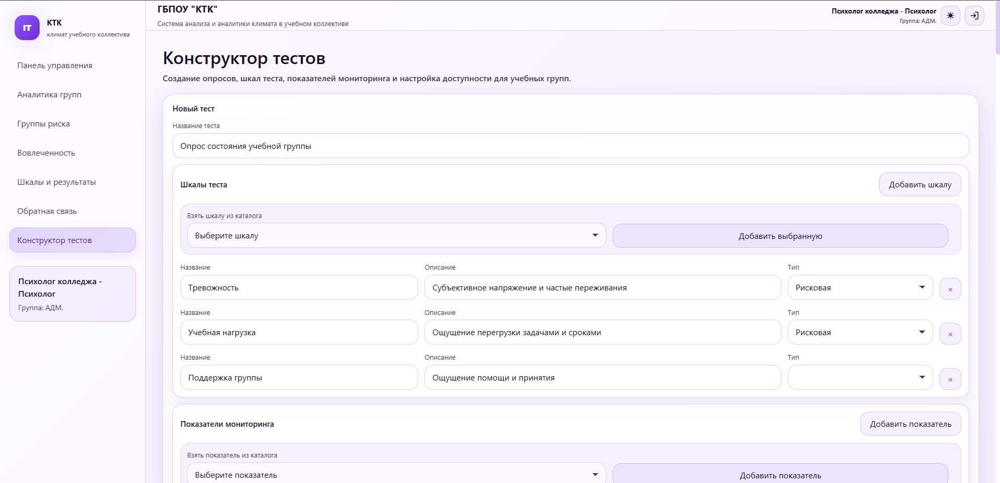 IT
КТК
климат учебного коллектива
Панель управления
Аналитика групп
Группы риска
Вовлеченность
Шкалы и результаты
Обратная связь
Конструктор тестов
Психолог колледжа -
Психолог
Группа: АДМ.
ГБПОУ "КТК"
Система анализа и аналитики климата в учебном коллективе
Психолог колледжа - Психолог
Группа: АДМ.
Конструктор тестов
Создание опросов, шкал теста, показателей мониторинга и настройка доступности для учебных групп.
Новый тест
Название теста
Опрос состояния учебной группы
Шкалы теста
Добавить шкалу
Взять шкалу из каталога
Выберите шкалу
Добавить выбранную
Название Описание Тип
Тревожность Субъективное напряжение и частые переживания Рисковая ×
Название Описание Тип
Учебная нагрузка Ощущение перегрузки задачами и сроками Рисковая ×
Название Описание Тип
Поддержка группы Ощущение помощи и принятия ×
Показатели мониторинга
Добавить показатель
Взять показатель из каталога
Выберите показатель
Добавить показатель